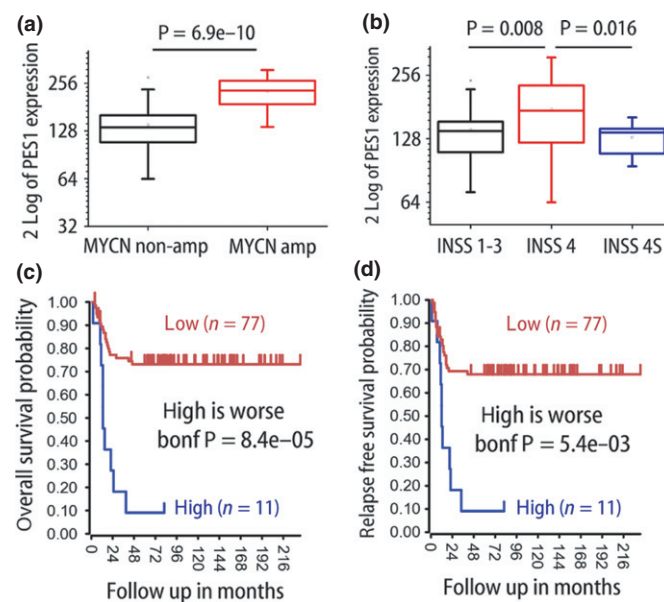 (a)
P = 6.9e–10
2 Log of PES1 expression
256
128
64
32
MYCN non-amp MYCN amp
(b)
P = 0.008 P = 0.016
2 Log of PES1 expression
256
128
64
INSS 1-3 INSS 4 INSS 4S
(c)
Overall survival probability
1.00
0.90
0.80
0.70
0.60
0.50
0.40
0.30
0.20
0.10
0.00
Low (n = 77)
High is worse
bonf P = 8.4e–05
High (n = 11)
0 24 48 72 96 120 144 168 192 216
Follow up in months
(d)
Relapse free survival probability
1.00
0.90
0.80
0.70
0.60
0.50
0.40
0.30
0.20
0.10
0.00
Low (n = 77)
High is worse
bonf P = 5.4e–03
High (n = 11)
0 24 48 72 96 120 144 168 192 216
Follow up in months